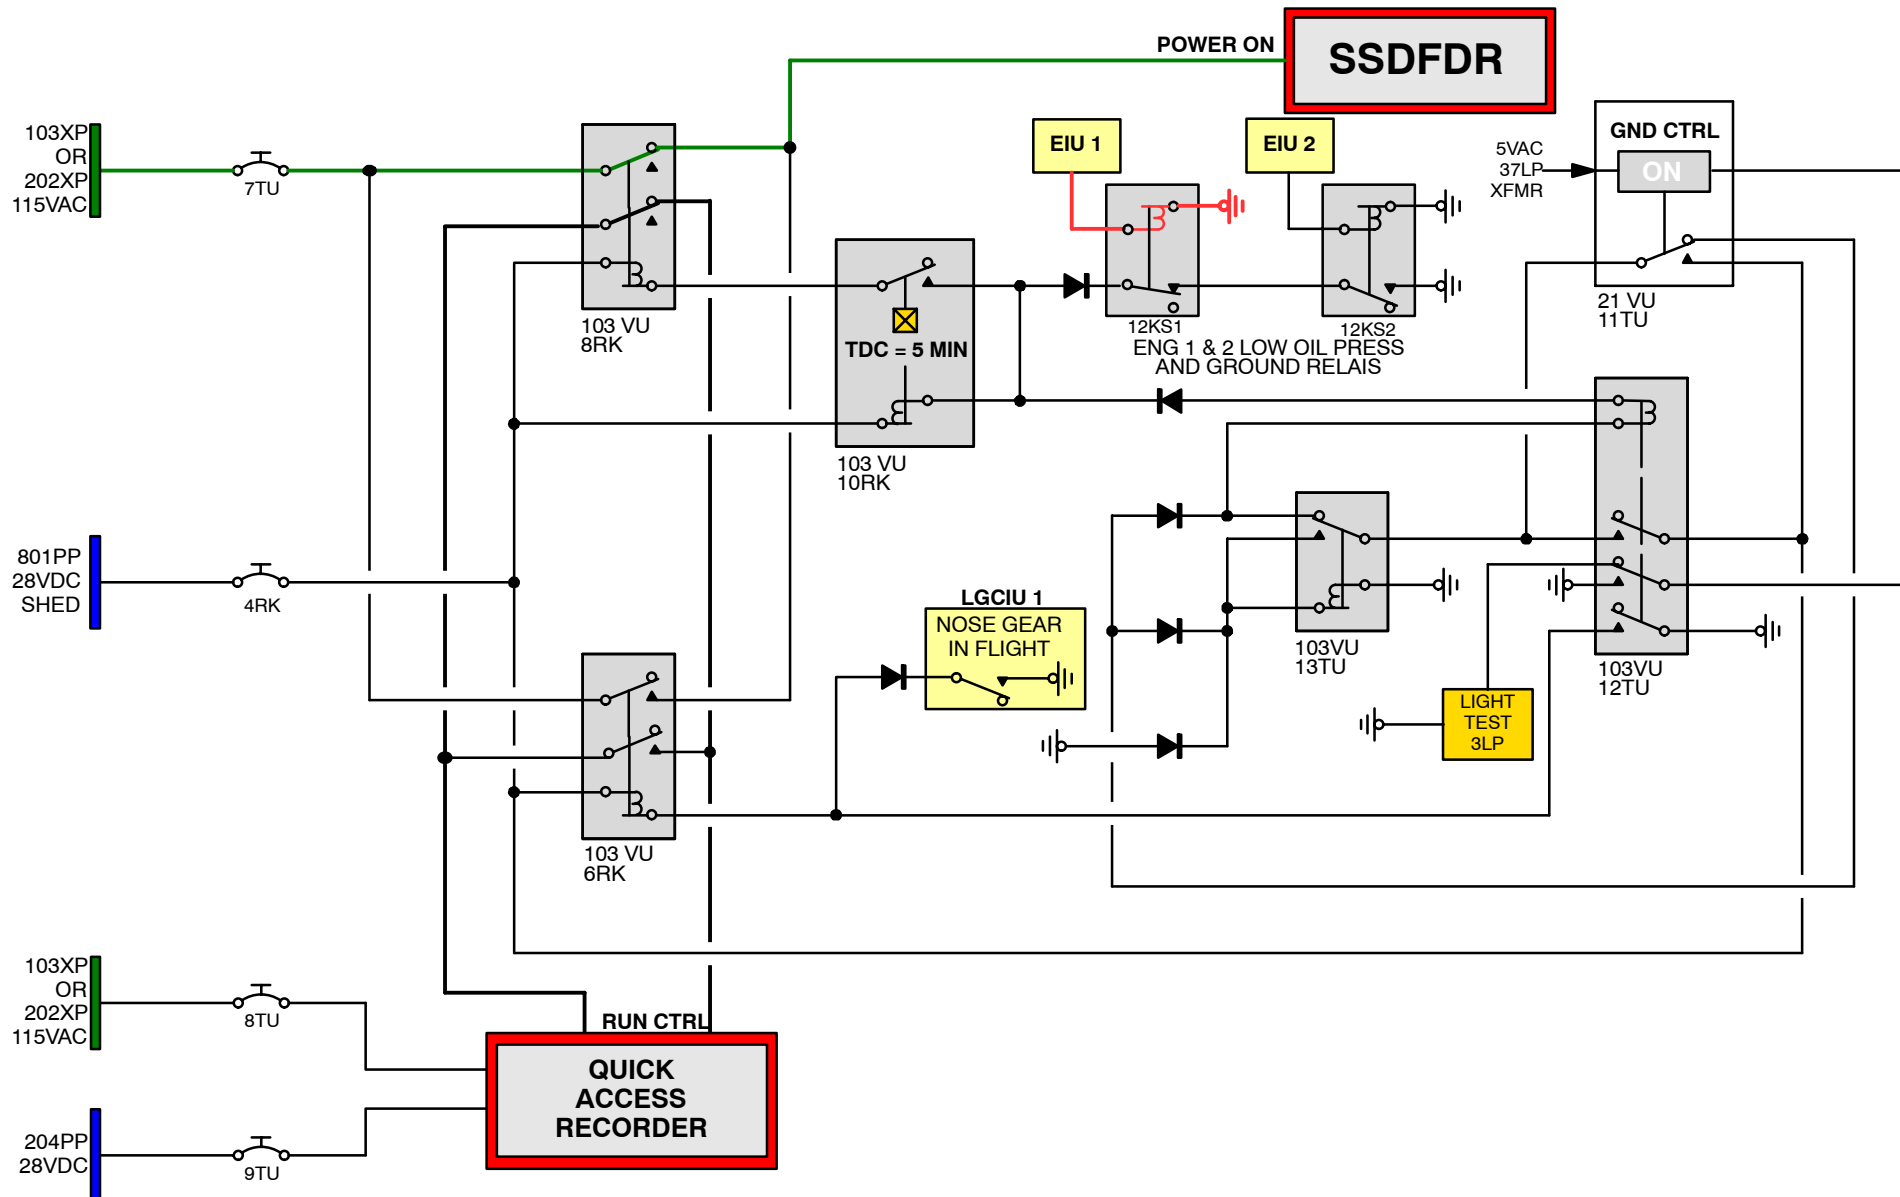 POWER ON
SSDFDR
103XP
OR
202XP
115VAC
7TU
EIU 1
EIU 2
GND CTRL
5VAC
37LP
XFMR
ON
21 VU
11TU
103 VU
8RK
TDC = 5 MIN
12KS1
12KS2
ENG 1 & 2 LOW OIL PRESS
AND GROUND RELAIS
103 VU
10RK
801PP
28VDC
SHED
4RK
LGCIU 1
NOSE GEAR
IN FLIGHT
103VU
13TU
103VU
12TU
LIGHT
TEST
3LP
103 VU
6RK
103XP
OR
202XP
115VAC
8TU
RUN CTRL
QUICK
ACCESS
RECORDER
204PP
28VDC
9TU